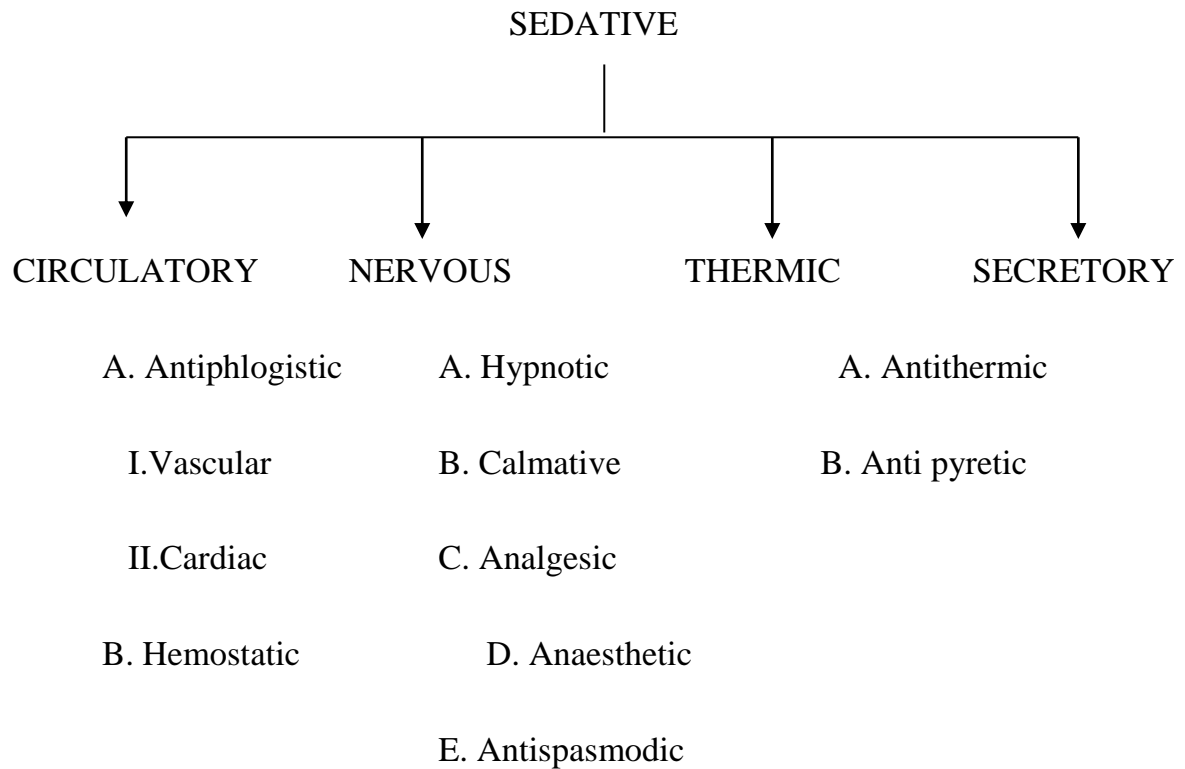 SEDATIVE
CIRCULATORY NERVOUS THERMIC SECRETORY
A. Antiphlogistic A. Hypnotic A. Antithermic
I.Vascular B. Calmative B. Anti pyretic
II.Cardiac C. Analgesic
B. Hemostatic D. Anaesthetic
E. Antispasmodic